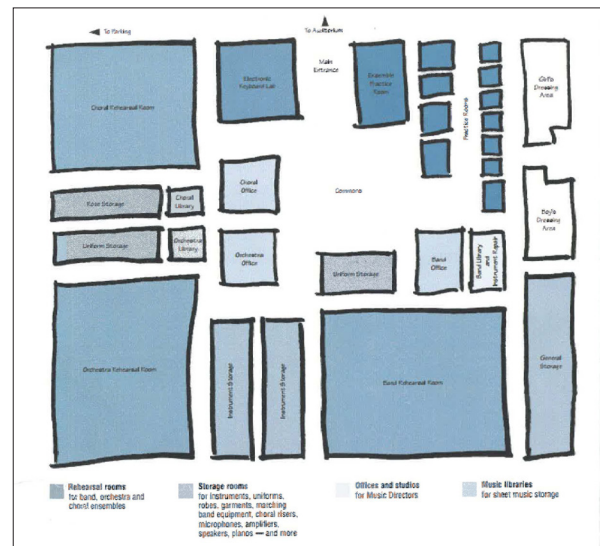 To Parking
To Auditorium
Choral Rehearsal Room
Electronic
Keyboard Lab
Main
Entrance
Ensemble
Practice
Room
Practice Rooms
Girl's
Dressing
Area
Robe Storage
Choral
Library
Choral
Office
Commons
Boy's
Dressing
Area
Uniform Storage
Orchestra
Library
Orchestra
Office
Uniform Storage
Band
Office
Band Library
and
Instrument Repair
Orchestra Rehearsal Room
Instrument Storage
Instrument Storage
Band Rehearsal Room
General
Storage
Rehearsal rooms
for band, orchestra and
choral ensembles
Storage rooms
for instruments, uniforms,
robes, garments, marching
band equipment, choral risers,
microphones, amplifiers,
speakers, pianos — and more
Offices and studios
for Music Directors
Music libraries
for sheet music storage